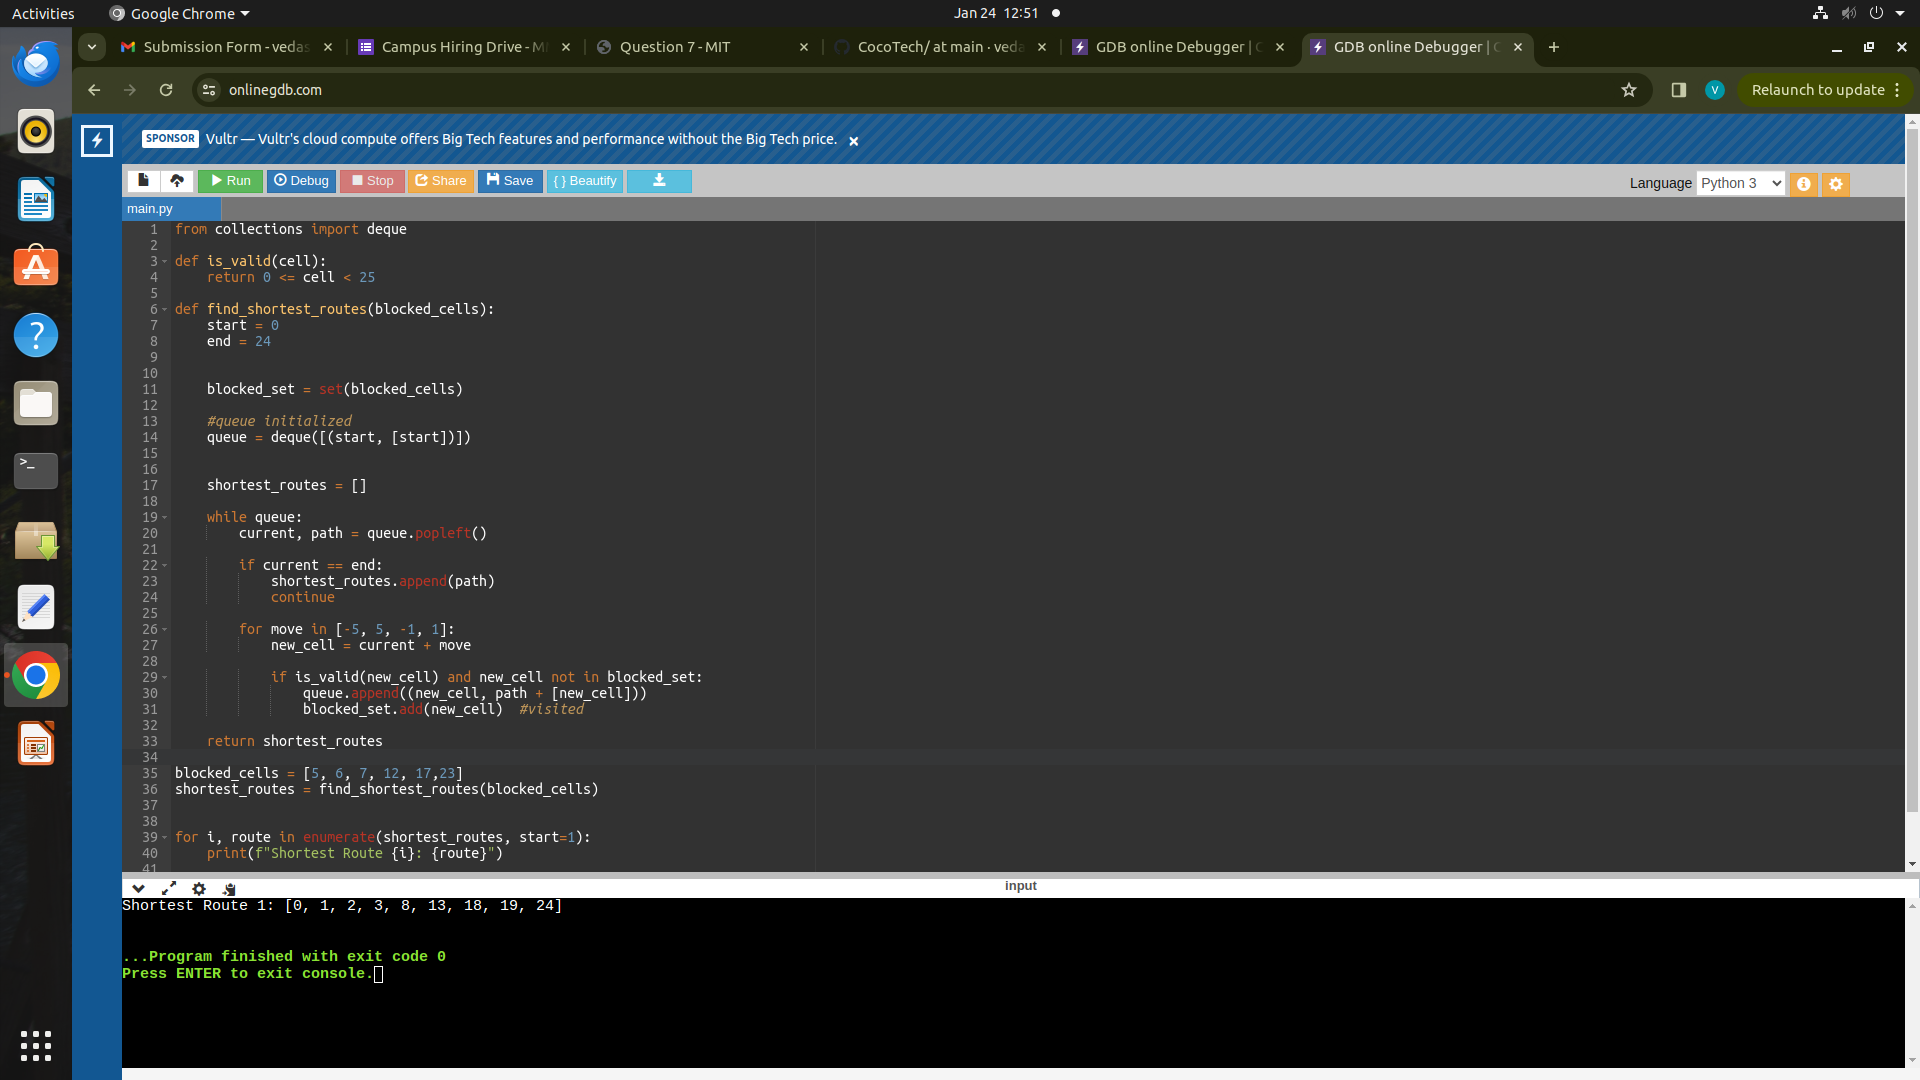 Activities
Google Chrome
Jan 24 12:51
Submission Form - vedas
Campus Hiring Drive - M
Question 7 - MIT
CocoTech/ at main · veda
GDB online Debugger | C
GDB online Debugger | C
onlinegdb.com
V
Relaunch to update
SPONSOR Vultr — Vultr's cloud compute offers Big Tech features and performance without the Big Tech price.
Run
Debug
Stop
Share
Save
{ } Beautify
Language Python 3
main.py
1 from collections import deque
2
3 def is_valid(cell):
4 return 0 <= cell < 25
5
6 def find_shortest_routes(blocked_cells):
7 start = 0
8 end = 24
9
10
11 blocked_set = set(blocked_cells)
12
13 #queue initialized
14 queue = deque([(start, [start])])
15
16
17 shortest_routes = []
18
19 while queue:
20 current, path = queue.popleft()
21
22 if current == end:
23 shortest_routes.append(path)
24 continue
25
26 for move in [-5, 5, -1, 1]:
27 new_cell = current + move
28
29 if is_valid(new_cell) and new_cell not in blocked_set:
30 queue.append((new_cell, path + [new_cell]))
31 blocked_set.add(new_cell) #visited
32
33 return shortest_routes
34
35 blocked_cells = [5, 6, 7, 12, 17,23]
36 shortest_routes = find_shortest_routes(blocked_cells)
37
38
39 for i, route in enumerate(shortest_routes, start=1):
40 print(f"Shortest Route {i}: {route}")
41
input
Shortest Route 1: [0, 1, 2, 3, 8, 13, 18, 19, 24]
...Program finished with exit code 0
Press ENTER to exit console.